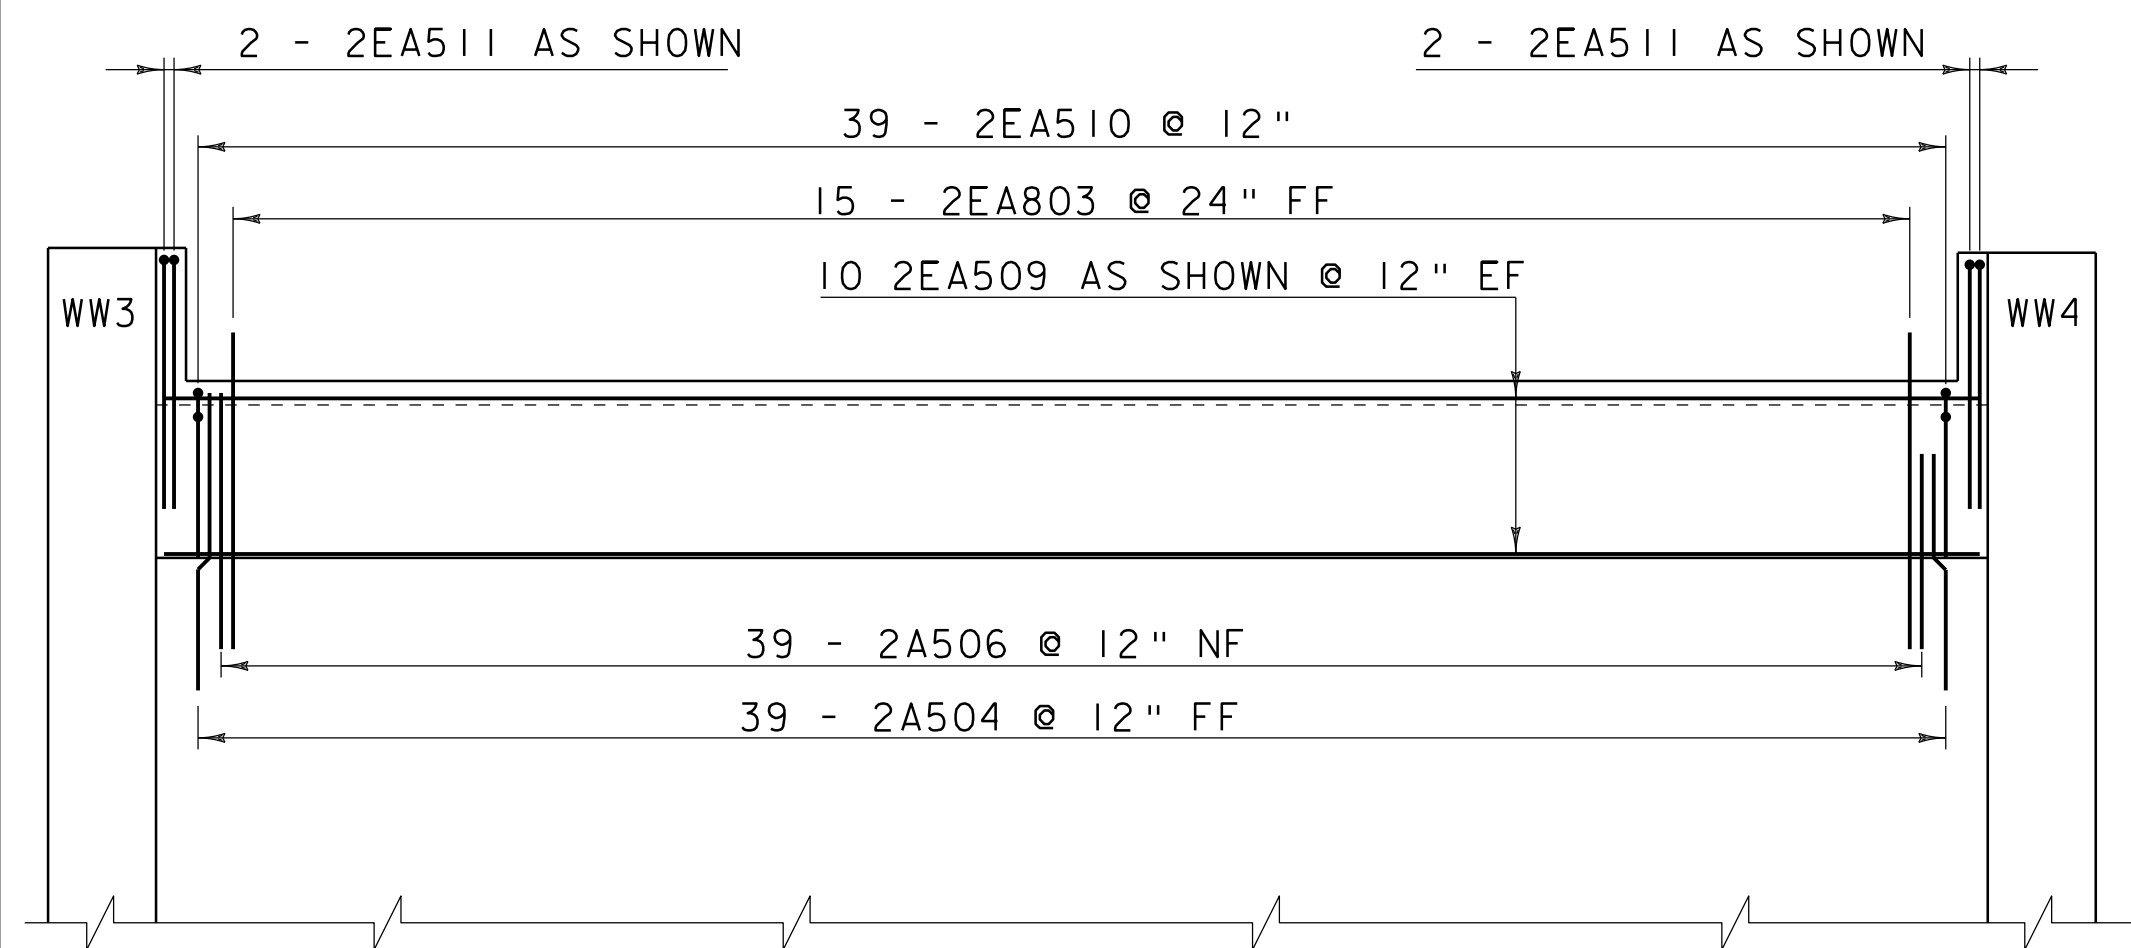 2 - 2EA511 AS SHOWN
2 - 2EA511 AS SHOWN
39 - 2EA510 @ 12"
15 - 2EA803 @ 24" FF
10 2EA509 AS SHOWN @ 12" EF
WW3
WW4
39 - 2A506 @ 12" NF
39 - 2A504 @ 12" FF